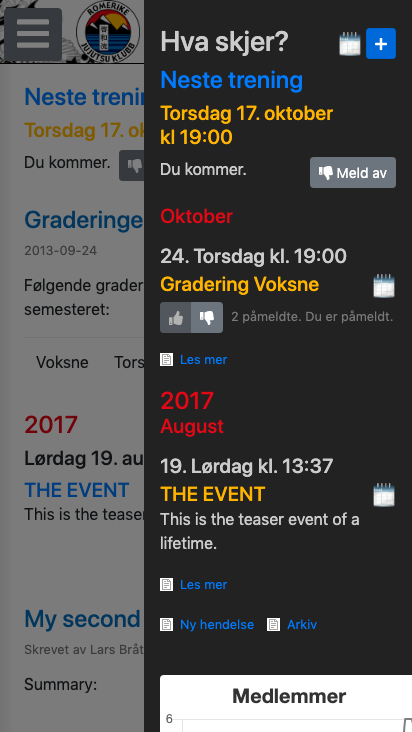 ROMERIKE
JUJUTSU KLUBB
Neste trenin
Torsdag 17. ok
Du kommer.
Graderinge
2013-09-24
Følgende grader
semesteret:
Voksne Tors
2017
Lørdag 19. au
THE EVENT
This is the teaser
My second
Skrevet av Lars Bråt
Summary:
Hva skjer?
Neste trening
Torsdag 17. oktober
kl 19:00
Du kommer.
Meld av
Oktober
24. Torsdag kl. 19:00
Gradering Voksne
2 påmeldte. Du er påmeldt.
Les mer
2017
August
19. Lørdag kl. 13:37
THE EVENT
This is the teaser event of a
lifetime.
Les mer
Ny hendelse Arkiv
Medlemmer
6